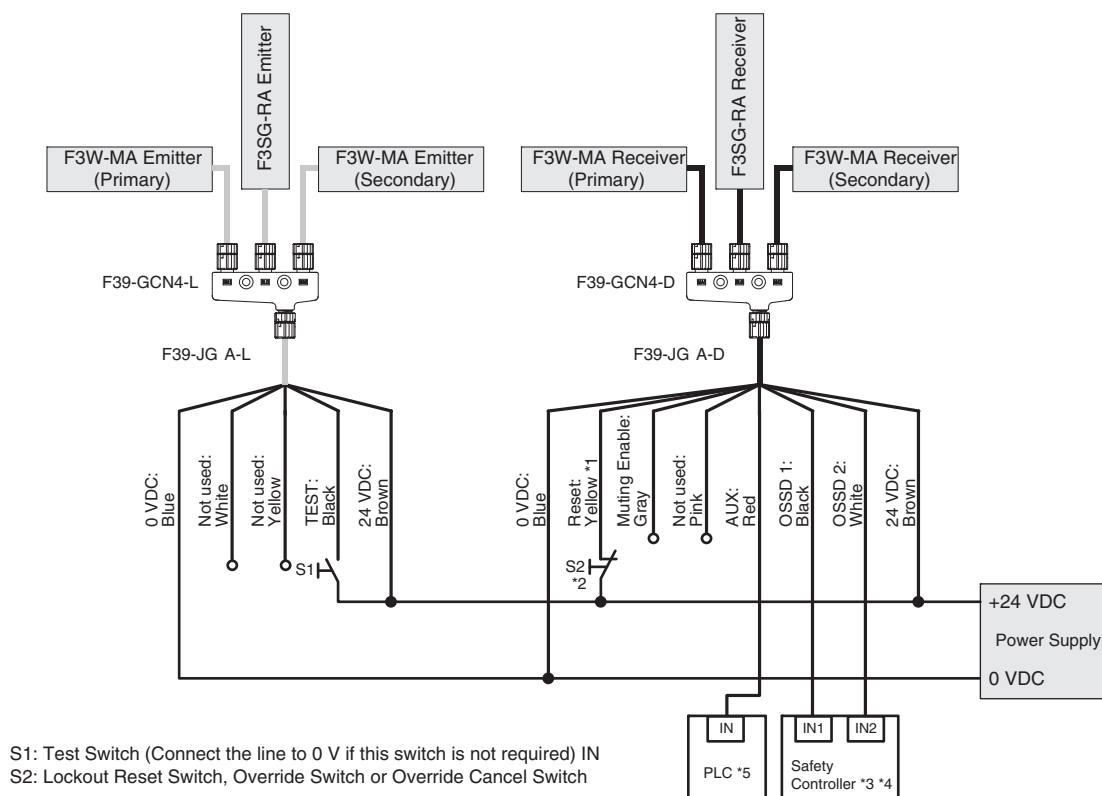 F3SG-RA Emitter
F3W-MA Emitter
(Primary)
F3W-MA Emitter
(Secondary)
F3SG-RA Receiver
F3W-MA Receiver
(Primary)
F3W-MA Receiver
(Secondary)
F39-GCN4-L
F39-GCN4-D
F39-JG A-L
F39-JG A-D
0 VDC:
Blue
Not used:
White
Not used:
Yellow
TEST:
Black
24 VDC:
Brown
0 VDC:
Blue
Reset:
Yellow *1
Muting Enable:
Gray
Not used:
Pink
AUX:
Red
OSSD 1:
Black
OSSD 2:
White
24 VDC:
Brown
S1
S2
*2
+24 VDC
Power Supply
0 VDC
IN
PLC *5
IN1
IN2
Safety
Controller *3 *4
S1: Test Switch (Connect the line to 0 V if this switch is not required) IN
S2: Lockout Reset Switch, Override Switch or Override Cancel Switch